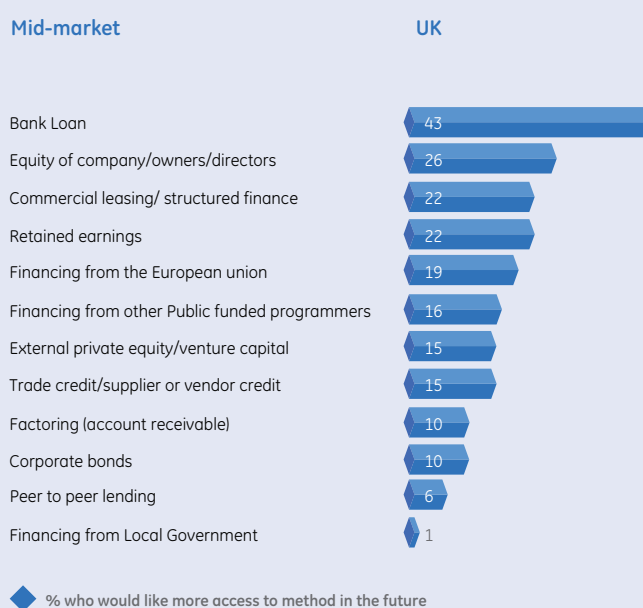 Mid-market UK
Bank Loan 43
Equity of company/owners/directors 26
Commercial leasing/ structured finance 22
Retained earnings 22
Financing from the European union 19
Financing from other Public funded programmers 16
External private equity/venture capital 15
Trade credit/supplier or vendor credit 15
Factoring (account receivable) 10
Corporate bonds 10
Peer to peer lending 6
Financing from Local Government 1
% who would like more access to method in the future